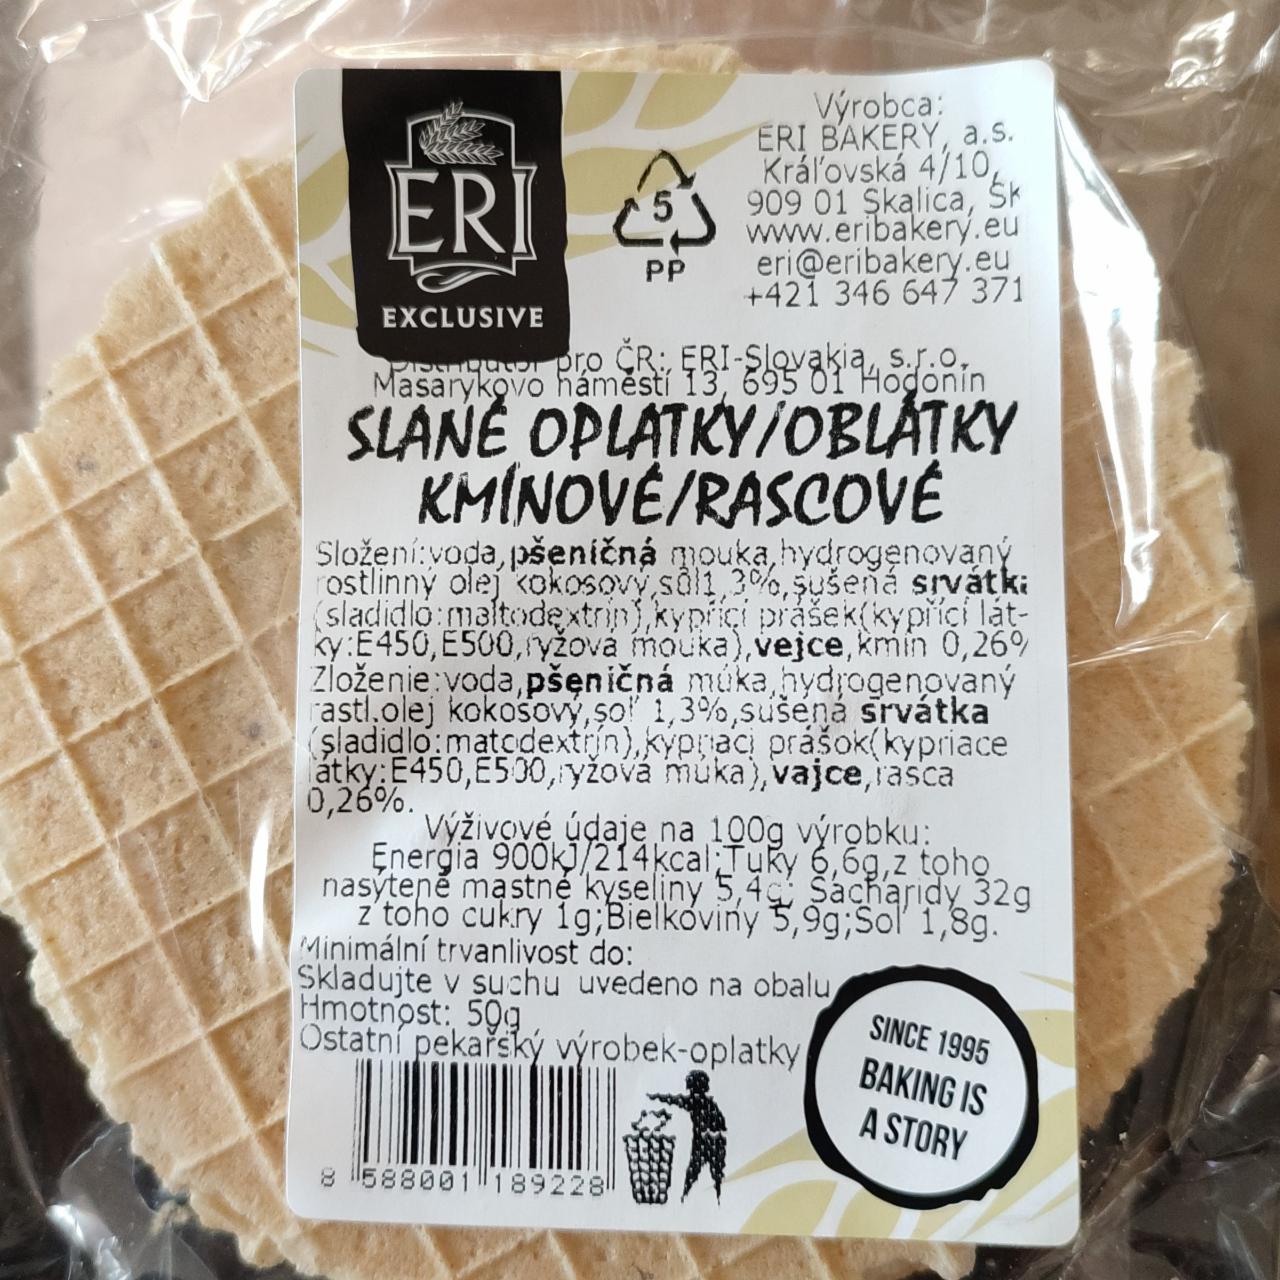 ERI
EXCLUSIVE
5
PP
Výrobca:
ERI BAKERY, a.s.
Kráľovská 4/10,
909 01 Skalica, SK
www.eribakery.eu
eri@eribakery.eu
+421 346 647 371
Distributor pro ČR: ERI-Slovakia, s.r.o.
Masarykovo náměstí 13, 695 01 Hodonín
SLANÉ OPLATKY/OBLÁTKY
KMÍNOVÉ/RASCOVÉ
Složení:voda,pšeničná mouka,hydrogenovaný
rostlinný olej kokosový,sůl1,3%,sušená srvátka
(sladidlo:maltodextrin),kypřící prášek(kypřící lát-
ky:E450,E500,ryžová mouka),vejce,kmín 0,26%
Zloženie:voda,pšeničná múka,hydrogenovaný
rastl.olej kokosový,soľ 1,3%,sušená srvátka
(sladidlo:matodextrín),kypriaci prášok(kypriace
látky:E450,E500,ryžová múka),vajce,rasca
0,26%.
Výživové údaje na 100g výrobku:
Energia 900kJ/214kcal;Tuky 6,6g,z toho
nasýtené mastné kyseliny 5,4g; Sacharidy 32g
z toho cukry 1g;Bielkoviny 5,9g;Soľ 1,8g.
Minimální trvanlivost do:
Skladujte v suchu uvedeno na obalu
Hmotnost: 50g
Ostatní pekařský výrobek-oplatky
8 588001 189228
SINCE 1995
BAKING IS
A STORY